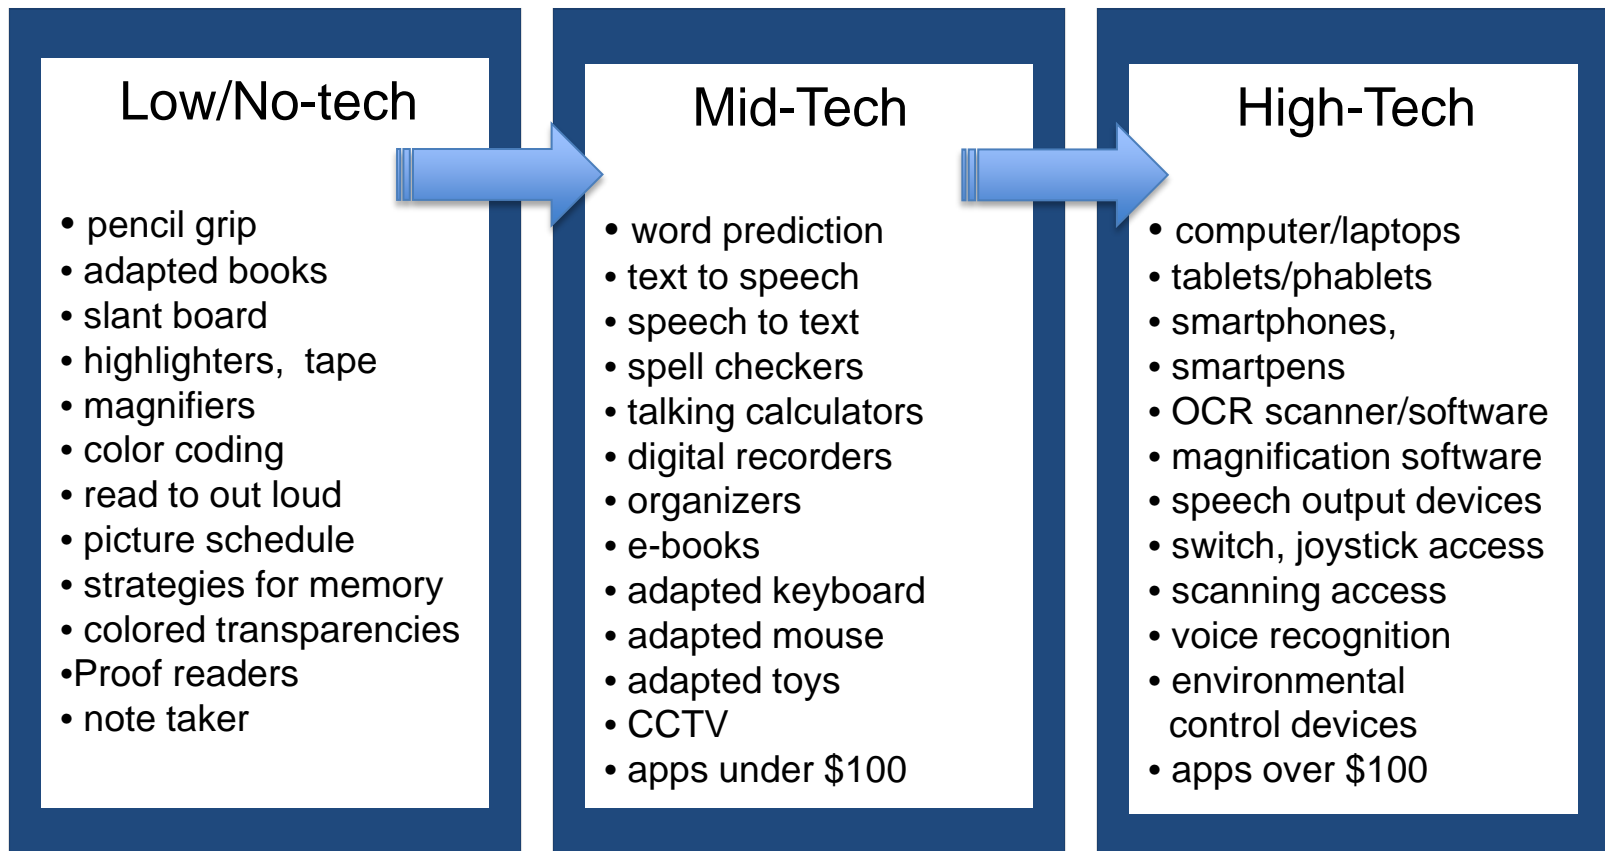 Low/No-tech
• pencil grip
• adapted books
• slant board
• highlighters,  tape
• magnifiers
• color coding
• read to out loud
• picture schedule
• strategies for memory
• colored transparencies
•Proof readers
• note taker
Mid-Tech
• word prediction
• text to speech
• speech to text
• spell checkers
• talking calculators
• digital recorders
• organizers
• e-books
• adapted keyboard
• adapted mouse
• adapted toys
• CCTV
• apps under $100
High-Tech
• computer/laptops
• tablets/phablets
• smartphones,
• smartpens
• OCR scanner/software
• magnification software
• speech output devices
• switch, joystick access
• scanning access
• voice recognition
• environmental
control devices
• apps over $100